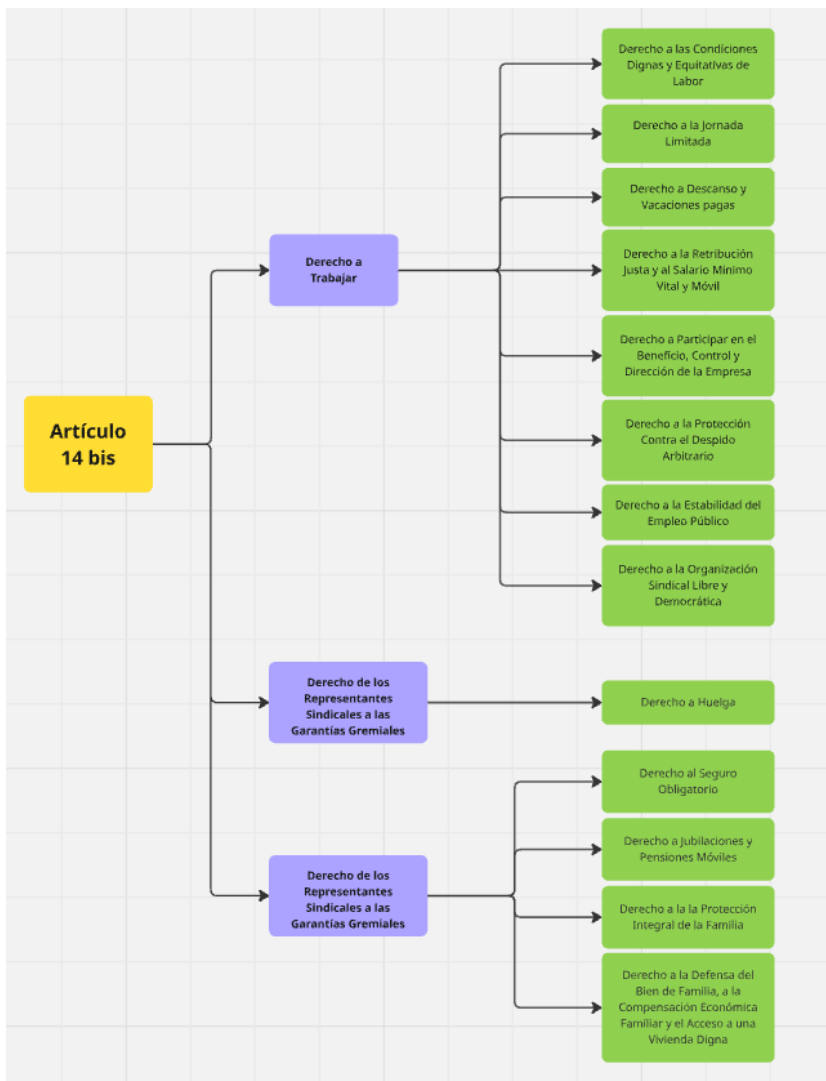 Artículo
14 bis
Derecho a
Trabajar
Derecho a las Condiciones
Dignas y Equitativas de
Labor
Derecho a la Jornada
Limitada
Derecho a Descanso y
Vacaciones pagas
Derecho a la Retribución
Justa y al Salario Mínimo
Vital y Móvil
Derecho a Participar en el
Beneficio, Control y
Dirección de la Empresa
Derecho a la Protección
Contra el Despido
Arbitrario
Derecho a la Estabilidad del
Empleo Público
Derecho a la Organización
Sindical Libre y
Democrática
Derecho de los
Representantes
Sindicales a las
Garantías Gremiales
Derecho a Huelga
Derecho de los
Representantes
Sindicales a las
Garantías Gremiales
Derecho al Seguro
Obligatorio
Derecho a Jubilaciones y
Pensiones Móviles
Derecho a la la Protección
Integral de la Familia
Derecho a la Defensa del
Bien de Familia, a la
Compensación Económica
Familiar y el Acceso a una
Vivienda Digna